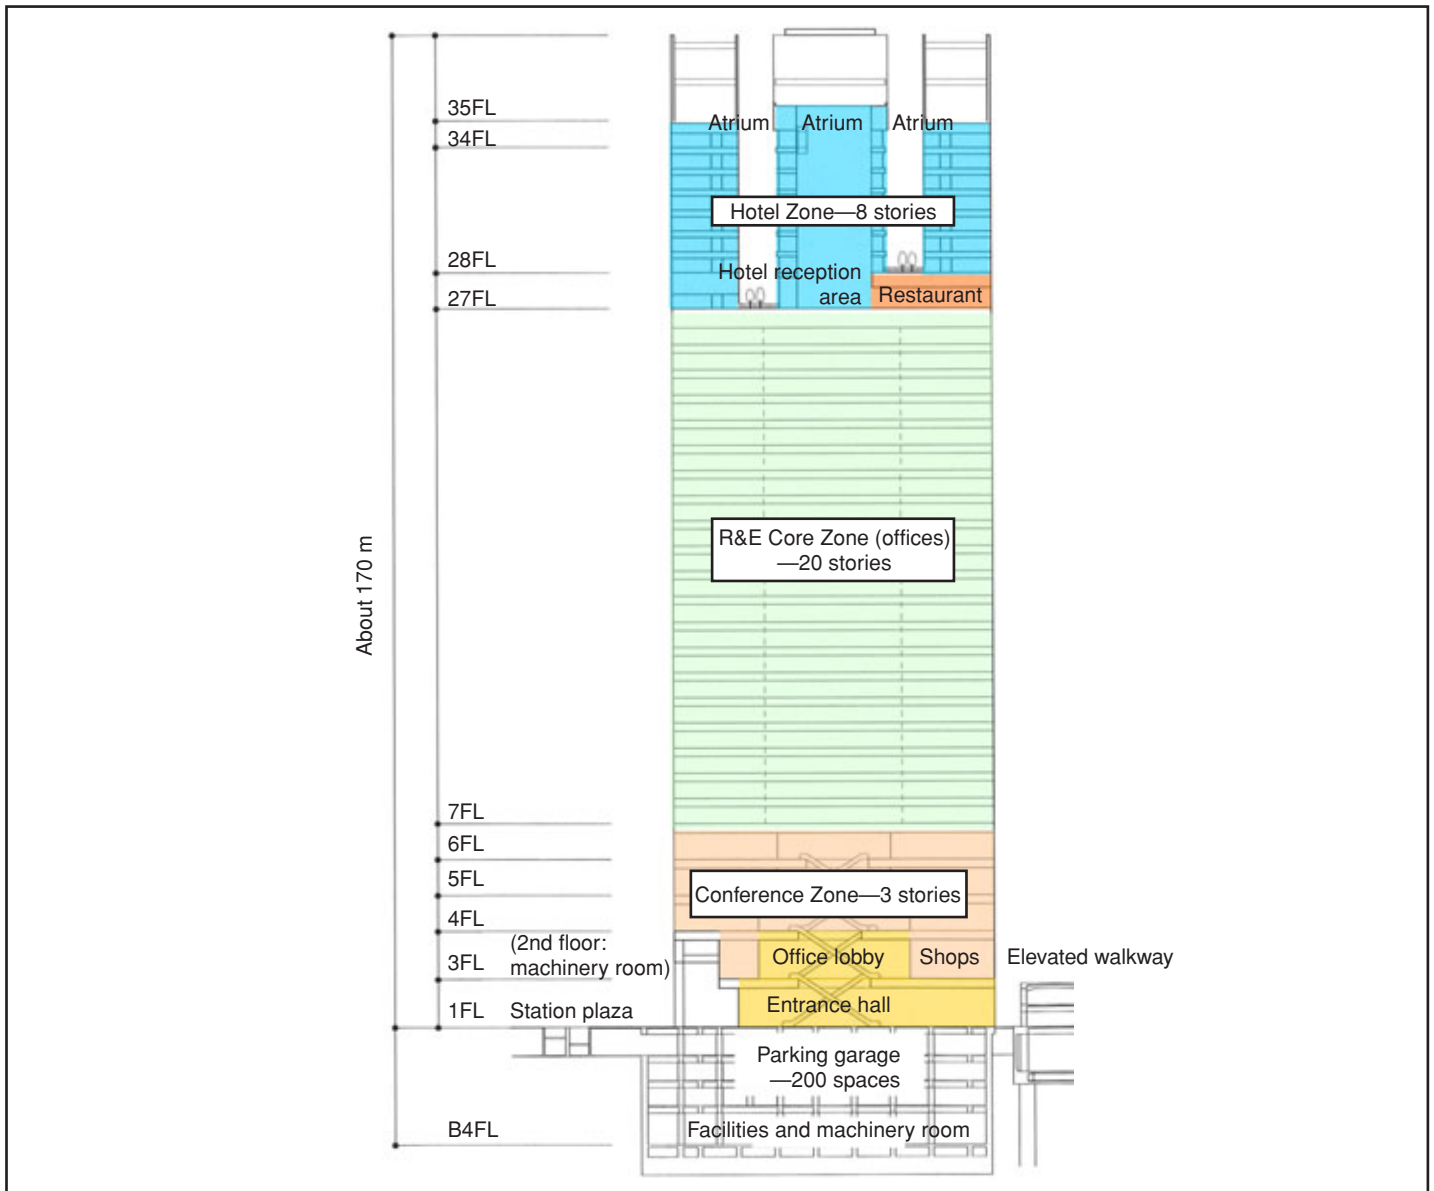 35FL
Atrium
Atrium
Atrium
34FL
Hotel Zone—8 stories
28FL
Hotel reception
area
Restaurant
27FL
R&E Core Zone (offices)
—20 stories
About 170 m
7FL
6FL
5FL
Conference Zone—3 stories
4FL
(2nd floor:
machinery room)
3FL
Office lobby
Shops
Elevated walkway
1FL
Station plaza
Entrance hall
Parking garage
—200 spaces
B4FL
Facilities and machinery room